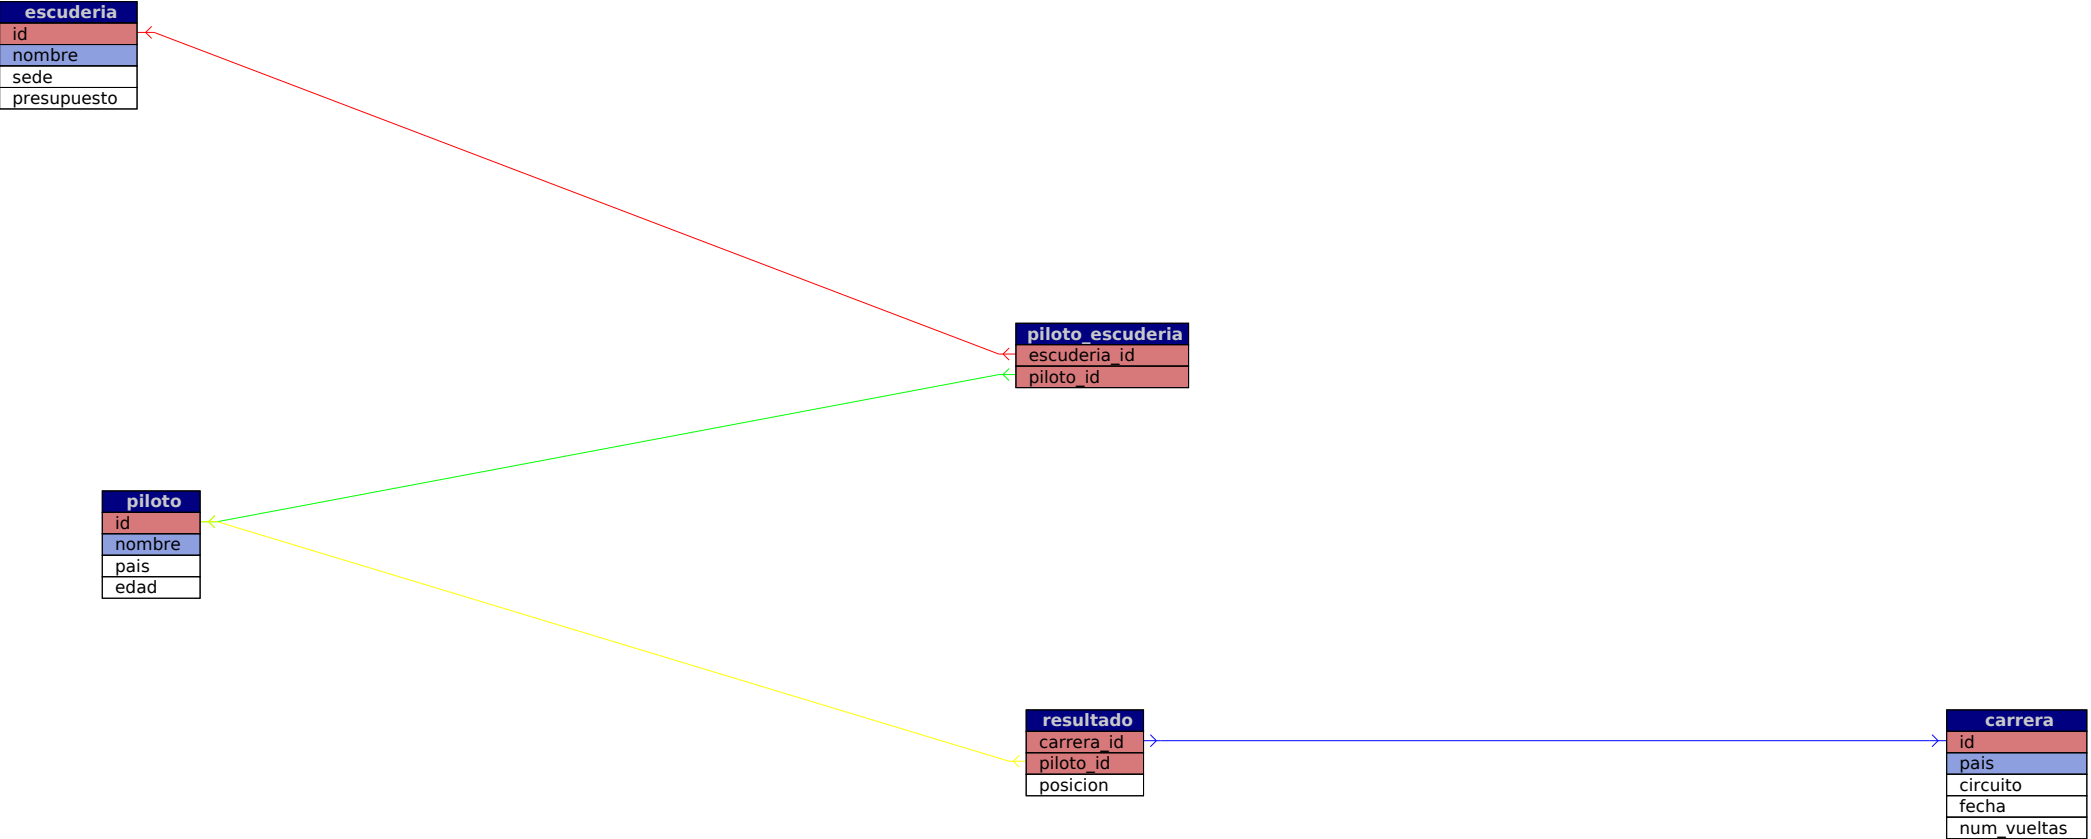 escuderia
id
nombre
sede
presupuesto
piloto_escuderia
escuderia_id
piloto_id
piloto
id
nombre
pais
edad
resultado
carrera_id
piloto_id
posicion
carrera
id
pais
circuito
fecha
num_vueltas